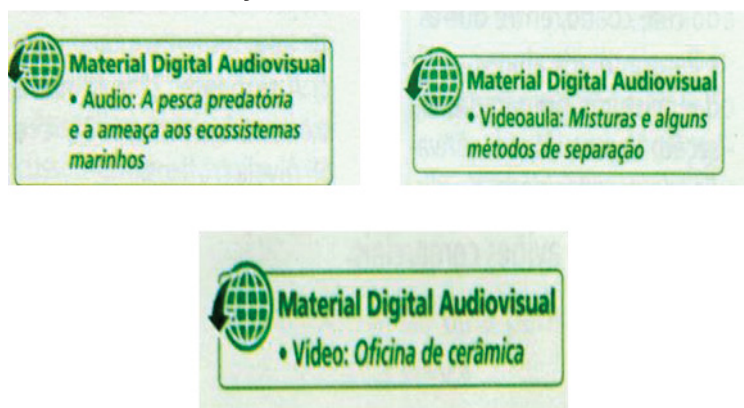 Material Digital Audiovisual
• Áudio: A pesca predatória
e a ameaça aos ecossistemas
marinhos
Material Digital Audiovisual
• Videoaula: Misturas e alguns
métodos de separação
Material Digital Audiovisual
• Vídeo: Oficina de cerâmica